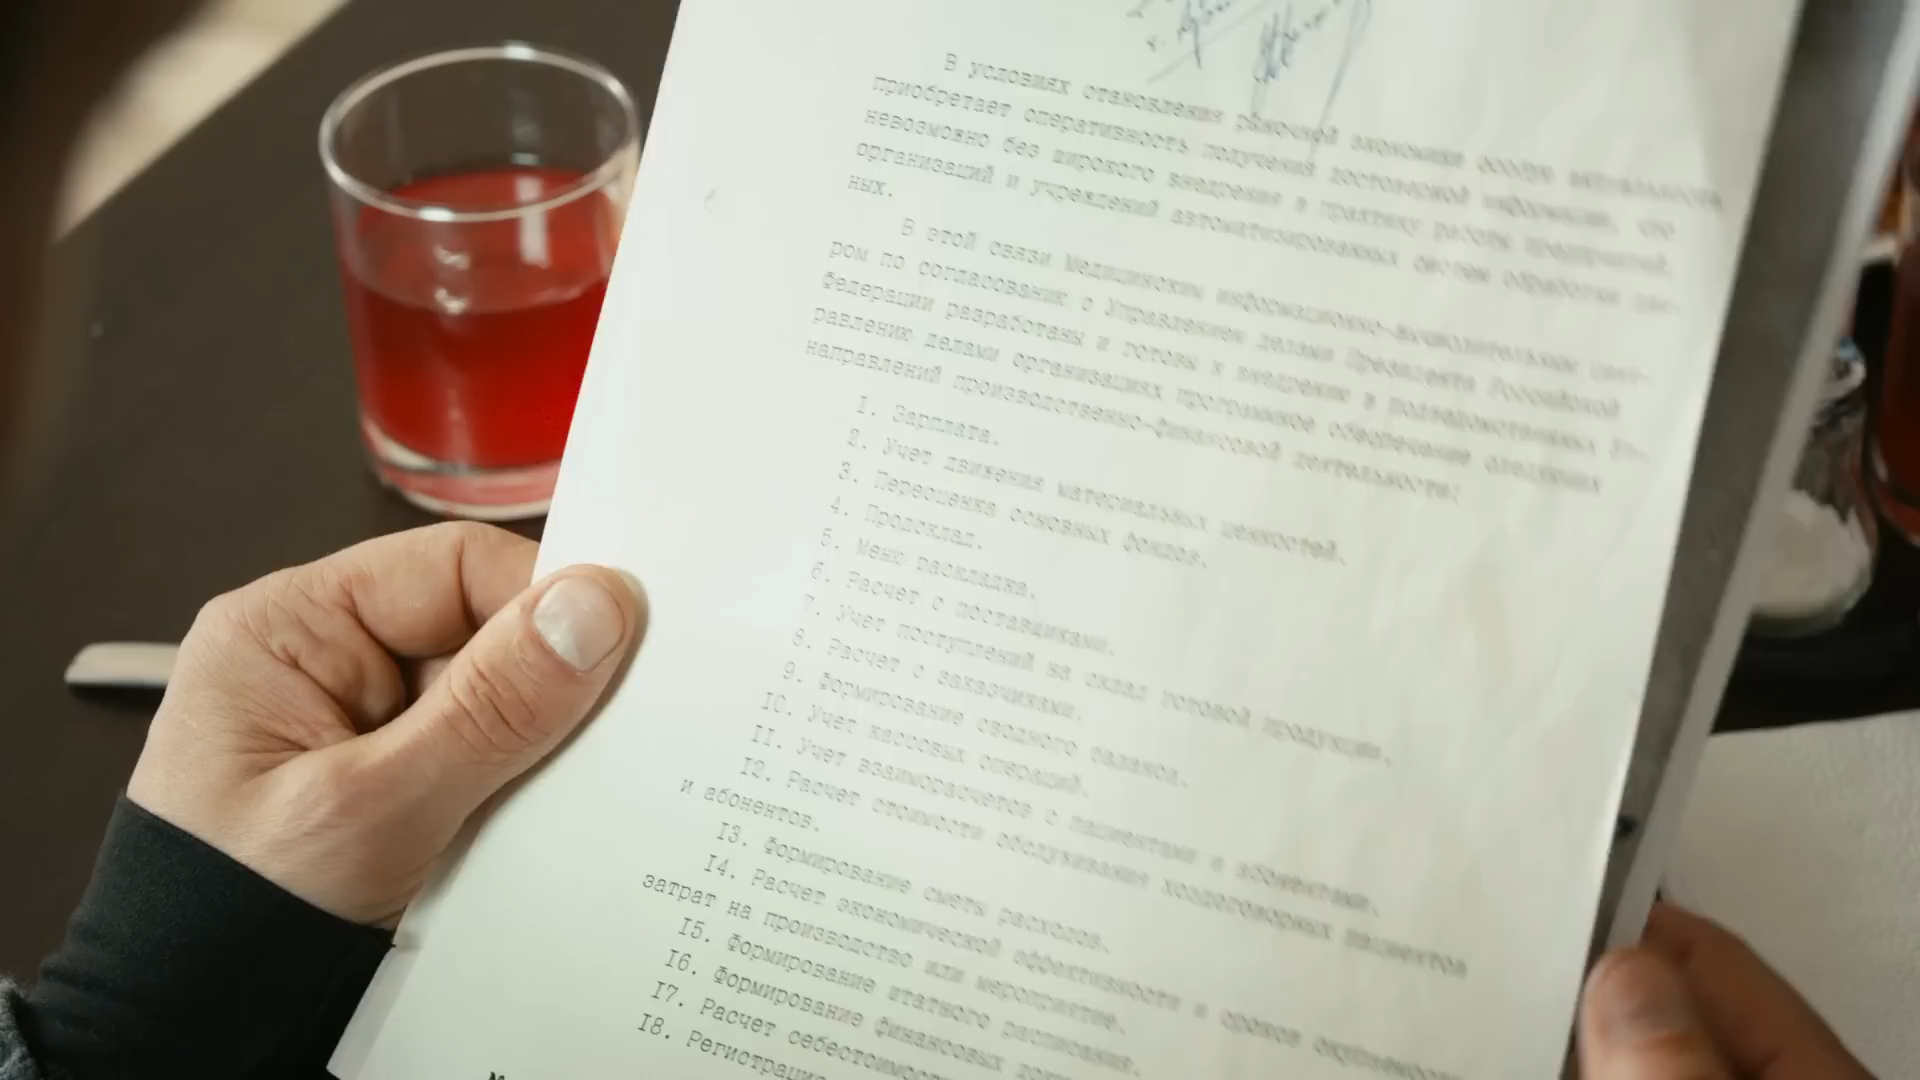 В условиях становления рыночной экономики особую актуальность
приобретает оперативность получения достоверной информации, что
невозможно без широкого внедрения в практику работы предприятий,
организаций и учреждений автоматизированных систем обработки дан-
ных.
В этой связи Медицинским информационно-вычислительным цент-
ром по согласованию с Управлением делами Президента Российской
Федерации разработаны и готовы к внедрению в подведомственных Уп-
равлению делами организациях программное обеспечение следующих
направлений производственно-финансовой деятельности:
I. Зарплата.
2. Учет движения материальных ценностей.
3. Переоценка основных фондов.
4. Продсклад.
5. Меню раскладка.
6. Расчет с поставщиками.
7. Учет поступлений на склад готовой продукции.
8. Расчет с заказчиками.
9. Формирование сводного баланса.
I0. Учет кассовых операций.
II. Учет взаиморасчетов с пациентами и абонентами.
I2. Расчет стоимости обслуживания хоздоговорных пациентов
и абонентов.
I3. Формирование сметы расходов.
I4. Расчет экономической эффективности и сроков окупаемости
затрат на производство или мероприятие.
I5. Формирование штатного расписания.
I6. Формирование финансовых
I7. Расчет
I8. Регистрация